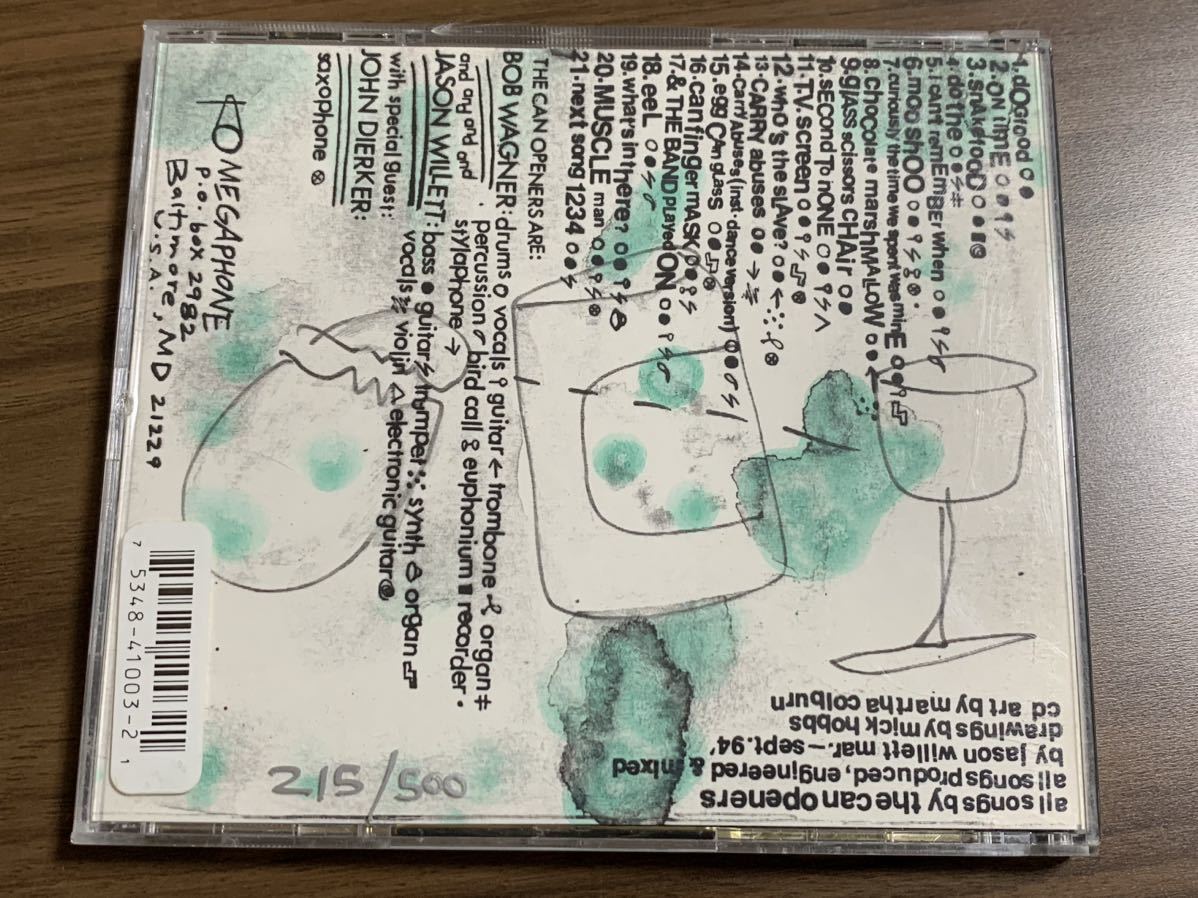 1. dOGfood
2. ON timE
3. snAkefooD
4. do the
5. I cAn't remEmBER when
6. moo shOO
7. curiously the time we spent was minE
8. chocolate marshMALLOW
9. glASS scissors.CHAir
10. second To nONE
11. T.V. screen
12. wHO'S the slAve?
13. CARRY abuses
14. CarrY Abuses (inst. dance version)
15. egg CrAm glASS
16. can finger mASK
17. & THE BAND PlayeD ON
18. eeL
19. what's in there?
20. MUSCLE man
21. next song 1234
THE CAN OPENERS ARE:
BOB WAGNER: drums o vocals guitar ← trombone organ ≠
percussion bird call & euphonium ■ recorder •
and and and and stylaphone →
JASON WILLETT: bass ● guitar trumpet synth organ
vocals violin electronic guitar
with special guest:
JOHN DIERKER:
saxophone ⊗
MEGAPHONE
P.O. box 2982
Baltimore, MD 21229
U.S.A.
7 5348-41003-2 1
215/500
all songs by the can openers
all songs produced, engineered & mixed
by jason willett mar.—sept.94'
drawings by mick hobbs
cd art by martha colburn